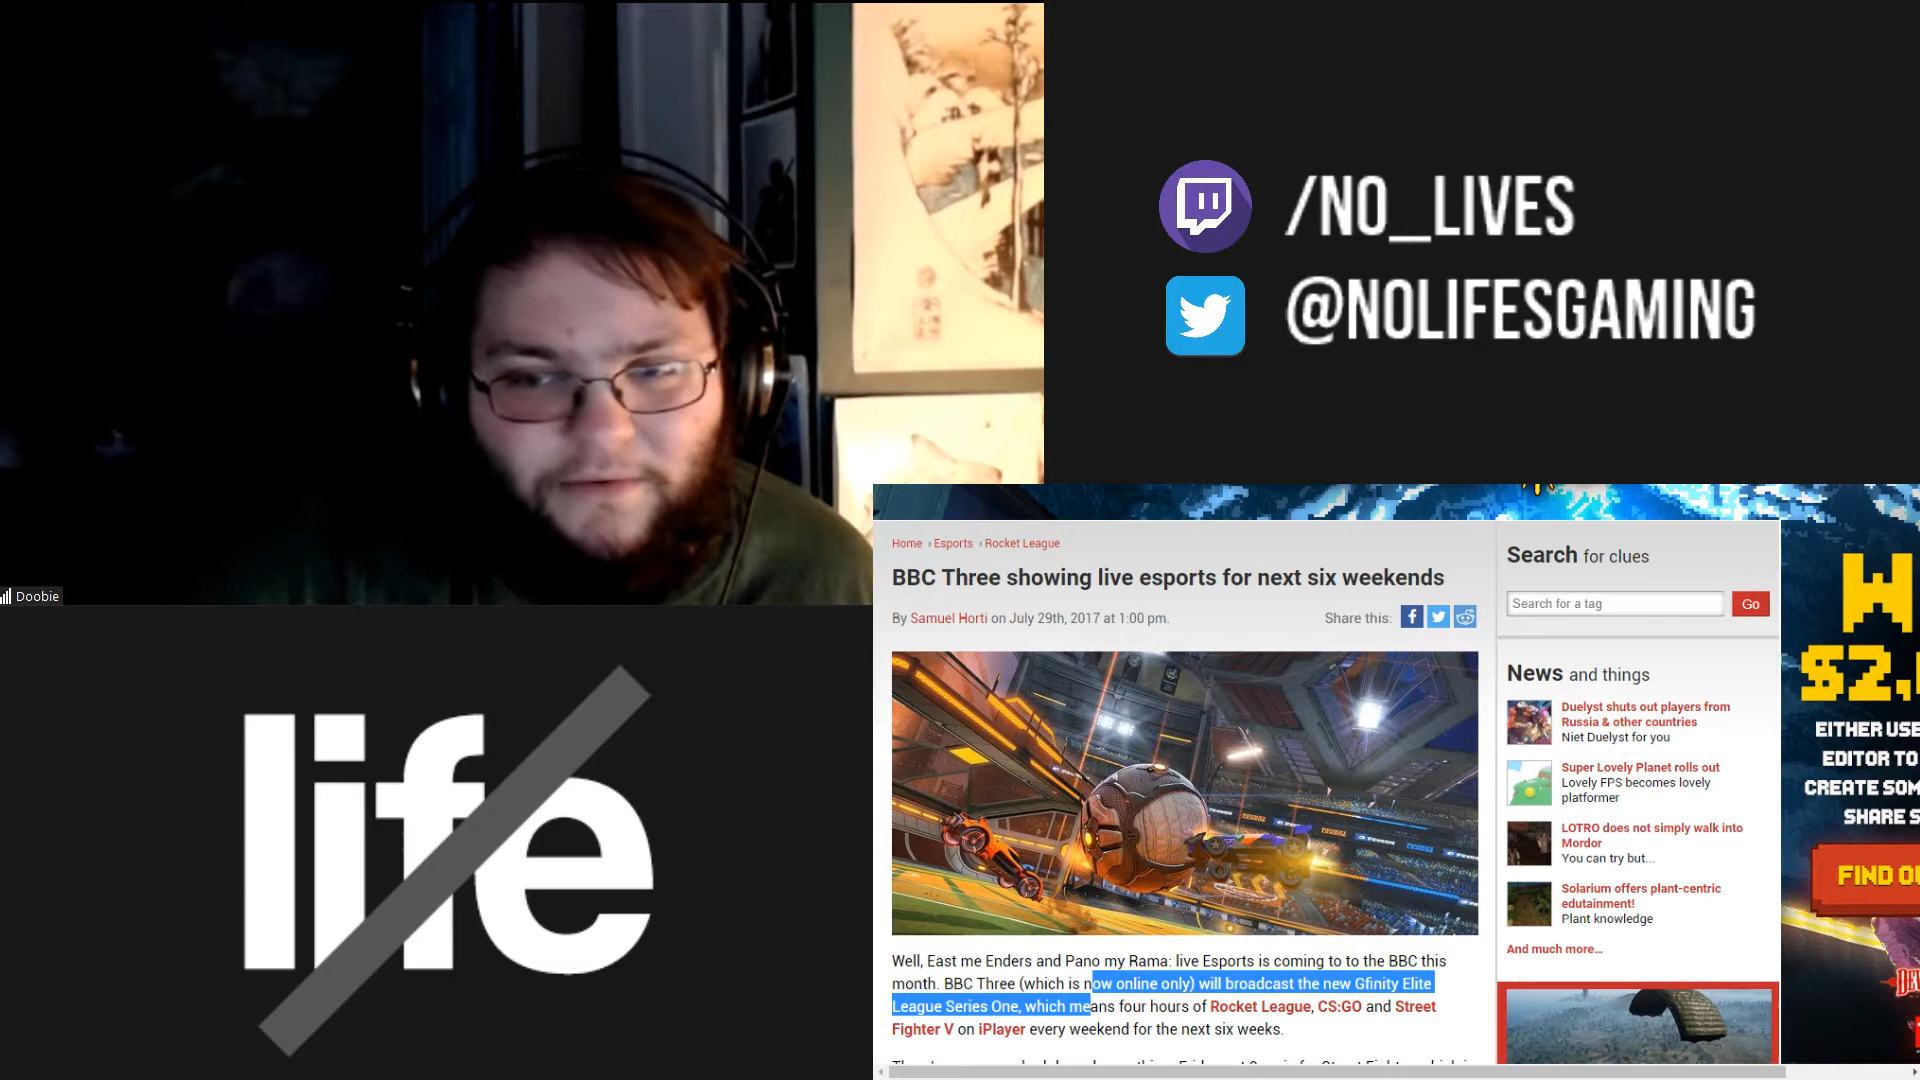 /NO_LIVES
@NOLIFESGAMING
Doobie
life
Home › Esports › Rocket League
BBC Three showing live esports for next six weekends
By Samuel Horti on July 29th, 2017 at 1:00 pm.
Share this:
Well, East me Enders and Pano my Rama: live Esports is coming to to the BBC this
month. BBC Three (which is now online only) will broadcast the new Gfinity Elite
League Series One, which means four hours of Rocket League, CS:GO and Street
Fighter V on iPlayer every weekend for the next six weeks.
Search for clues
Search for a tag
Go
News and things
Duelyst shuts out players from
Russia & other countries
Niet Duelyst for you
Super Lovely Planet rolls out
Lovely FPS becomes lovely
platformer
LOTRO does not simply walk into
Mordor
You can try but...
Solarium offers plant-centric
edutainment!
Plant knowledge
And much more...
W
$2,
EITHER USE
EDITOR TO
CREATE SOM
SHARE S
FIND OU